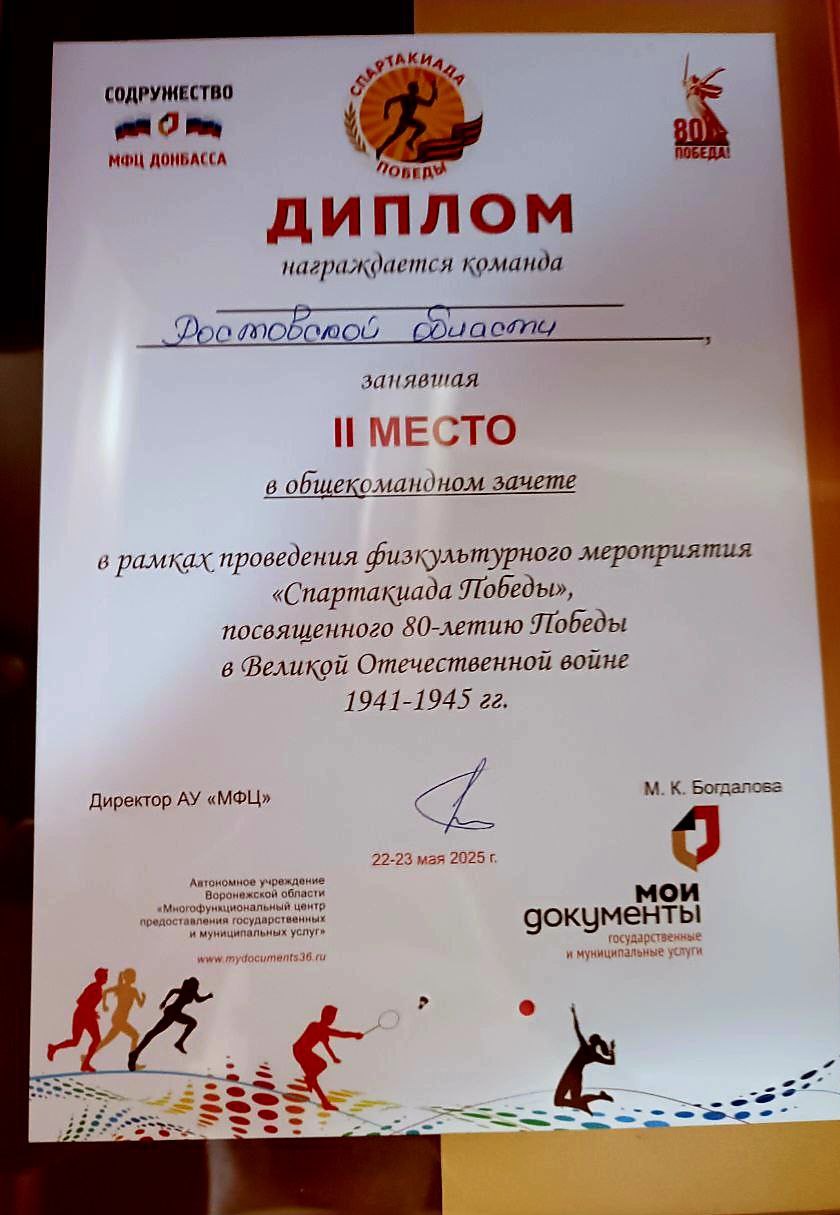 СОДРУЖЕСТВО
МФЦ ДОНБАССА
СПАРТАКИАДА
ПОБЕДЫ
80
ПОБЕДА!
ДИПЛОМ
награждается команда
Ростовской области,
занявшая
II МЕСТО
в общекомандном зачете
в рамках проведения физкультурного мероприятия
«Спартакиада Победы»,
посвященного 80-летию Победы
в Великой Отечественной войне
1941-1945 гг.
Директор АУ «МФЦ»
М. К. Богдалова
22-23 мая 2025 г.
Автономное учреждение
Воронежской области
«Многофункциональный центр
предоставления государственных
и муниципальных услуг»
www.mydocuments36.ru
мои
документы
государственные
и муниципальные услуги